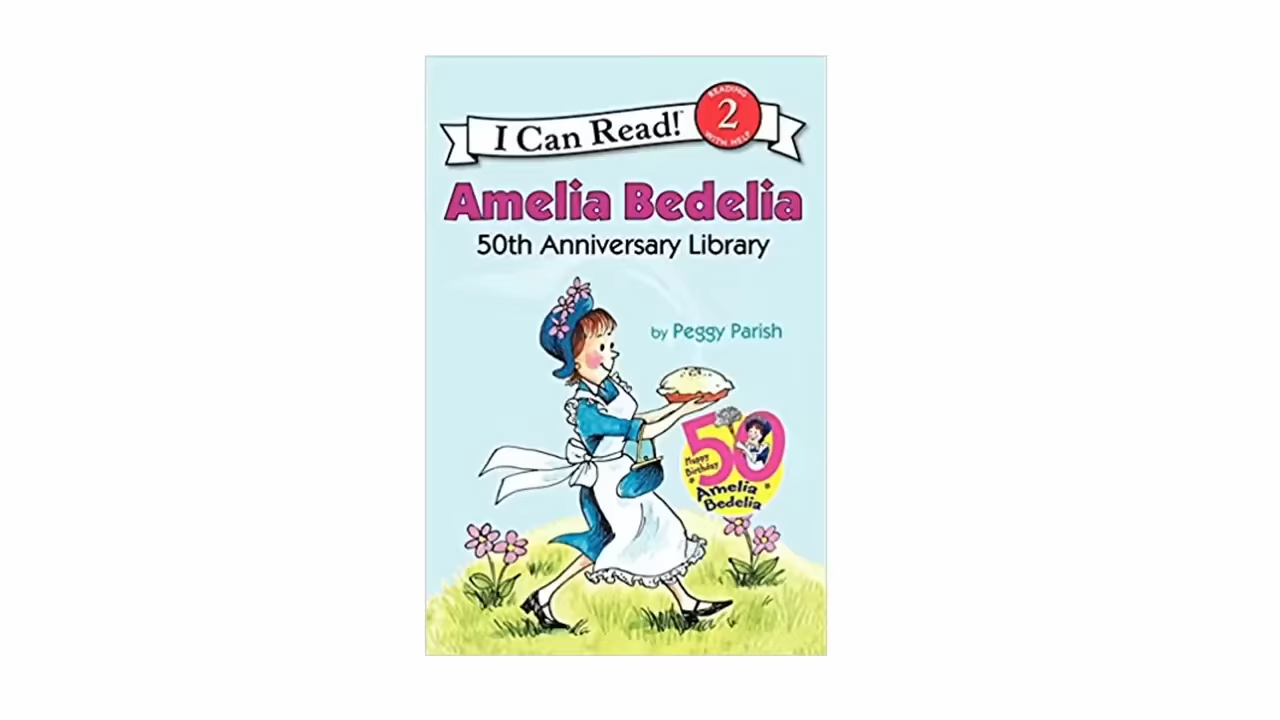 I Can Read!™
READING
2
WITH HELP
Amelia Bedelia
50th Anniversary Library
by Peggy Parish
50
Happy
Birthday
Amelia
Bedelia